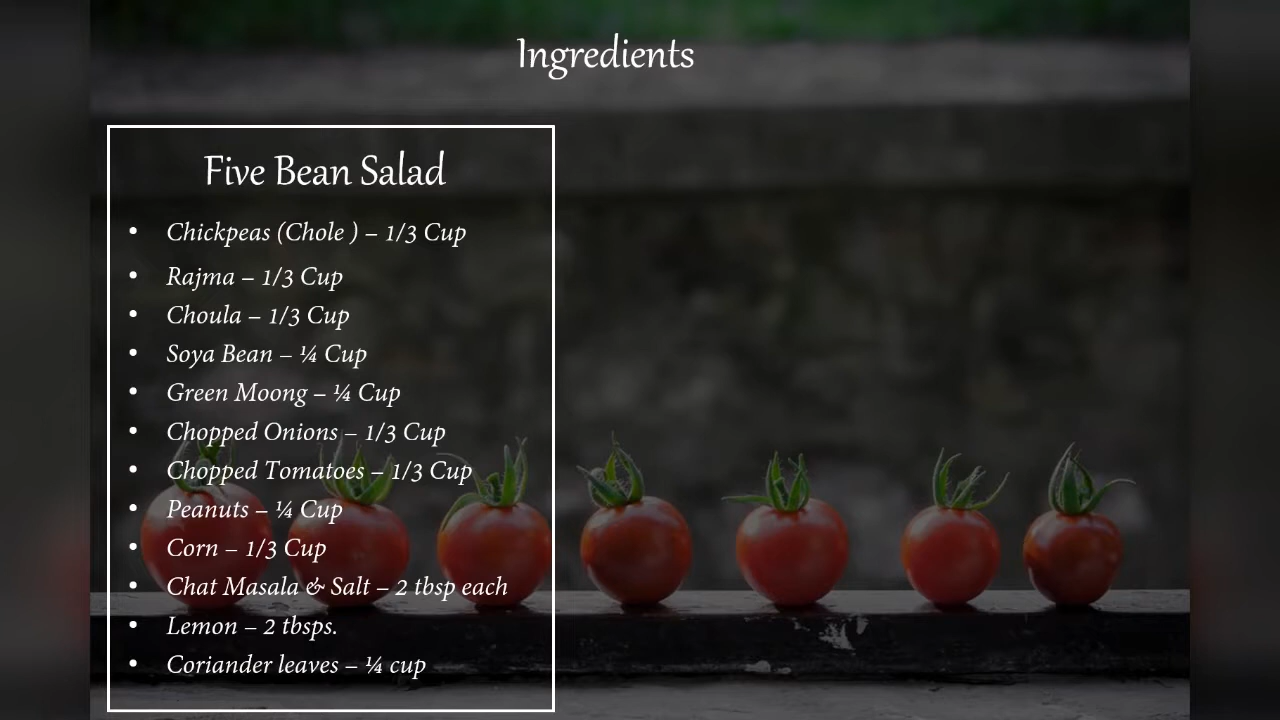 Ingredients
Five Bean Salad
• Chickpeas (Chole ) – 1/3 Cup
• Rajma – 1/3 Cup
• Choula – 1/3 Cup
• Soya Bean – ¼ Cup
• Green Moong – ¼ Cup
• Chopped Onions – 1/3 Cup
• Chopped Tomatoes – 1/3 Cup
• Peanuts – ¼ Cup
• Corn – 1/3 Cup
• Chat Masala & Salt – 2 tbsp each
• Lemon – 2 tbsps.
• Coriander leaves – ¼ cup